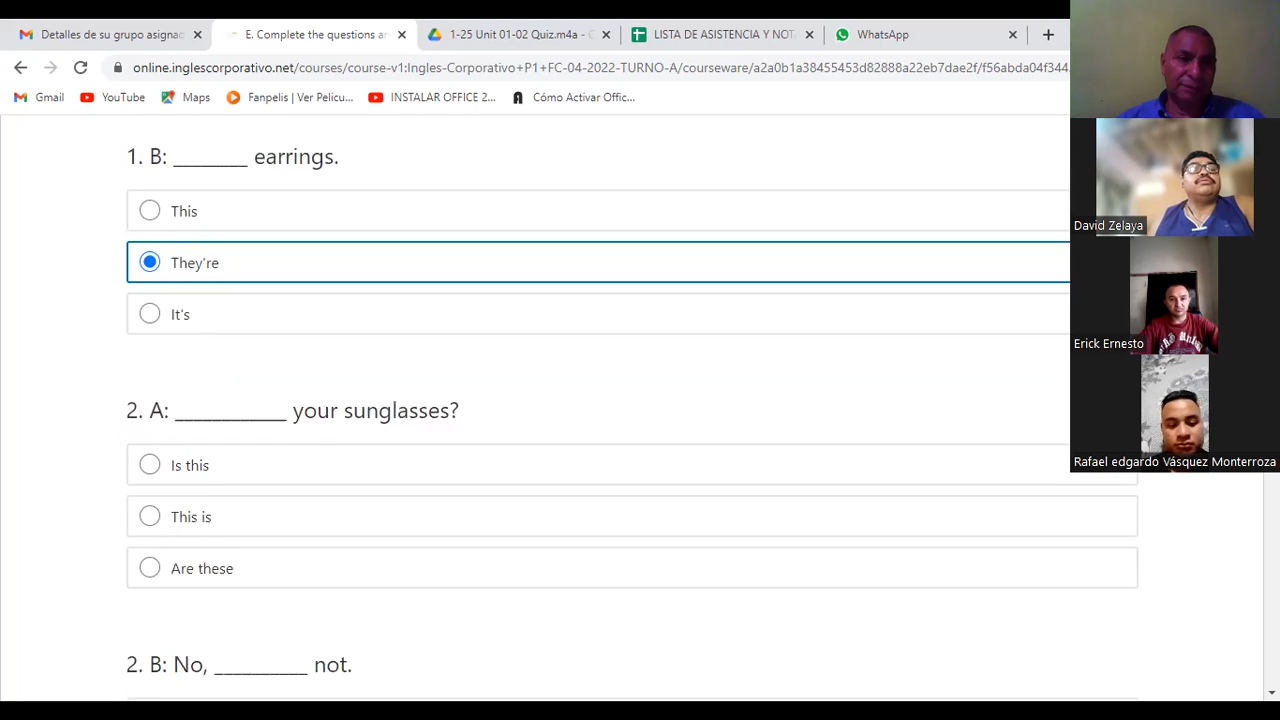 Detalles de su grupo asignac
E. Complete the questions an
1-25 Unit 01-02 Quiz.m4a - G
LISTA DE ASISTENCIA Y NOT
WhatsApp
online.inglescorporativo.net/courses/course-v1:Ingles-Corporativo+P1+FC-04-2022-TURNO-A/courseware/a2a0b1a38455453d82888a22eb7dae2f/f56abda04f344
Gmail
YouTube
Maps
Fanpelis | Ver Pelicu...
INSTALAR OFFICE 2...
Cómo Activar Offic...
1. B: ________ earrings.
This
They're
It's
2. A: ____________ your sunglasses?
Is this
This is
Are these
2. B: No, __________ not.
David Zelaya
Erick Ernesto
Rafael edgardo Vásquez Monterroza